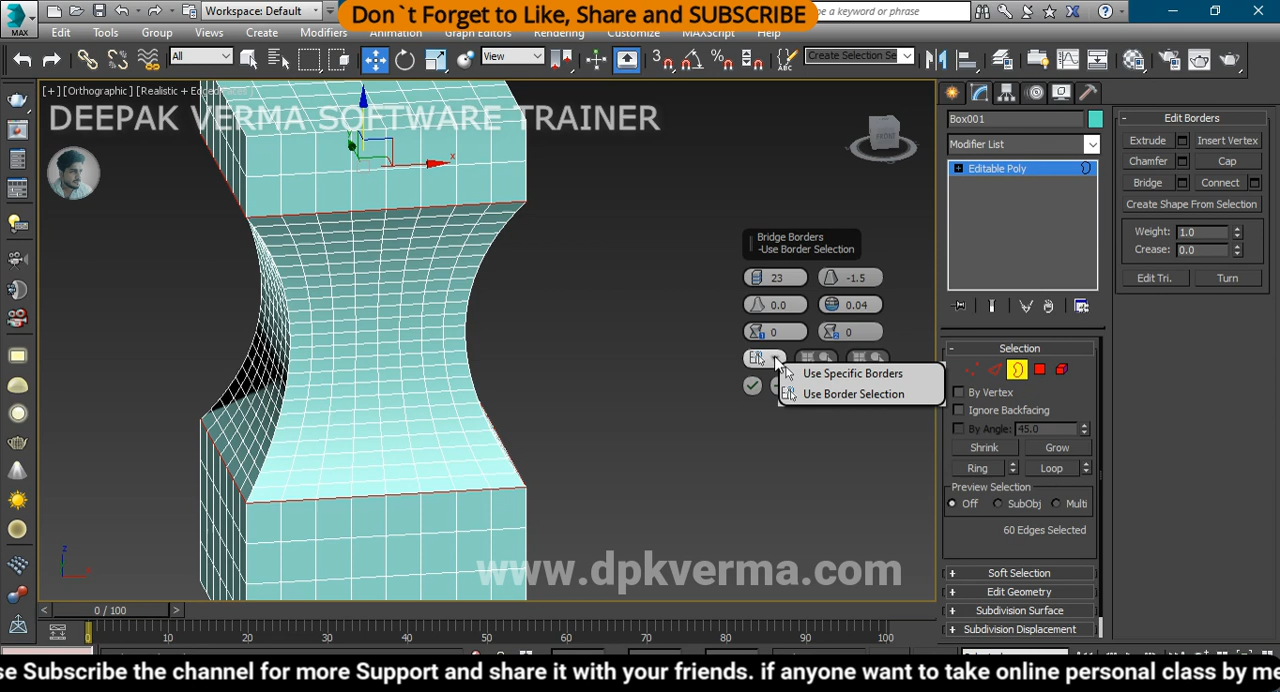 MAX
Workspace: Default
Don`t Forget to Like, Share and SUBSCRIBE
e a keyword or phrase
Edit
Tools
Group
Views
Create
Modifiers
Animation
Graph Editors
Rendering
Customize
MAXScript
Help
All
View
Create Selection Se
[+] [Orthographic] [Realistic + Edged Faces]
DEEPAK VERMA SOFTWARE TRAINER
FRONT
x
z
Bridge Borders
-Use Border Selection
23
-1.5
0.0
0.04
0
0
Use Specific Borders
Use Border Selection
www.dpkverma.com
Box001
Modifier List
Editable Poly
Selection
By Vertex
Ignore Backfacing
By Angle: 45.0
Shrink
Grow
Ring
Loop
Preview Selection
Off
SubObj
Multi
60 Edges Selected
Soft Selection
Edit Geometry
Subdivision Surface
Subdivision Displacement
Edit Borders
Extrude
Insert Vertex
Chamfer
Cap
Bridge
Connect
Create Shape From Selection
Weight: 1.0
Crease: 0.0
Edit Tri.
Turn
0 / 100
0 10 20 30 40 50 60 70 80 90 100
se Subscribe the channel for more Support and share it with your friends. if anyone want to take online personal class by me